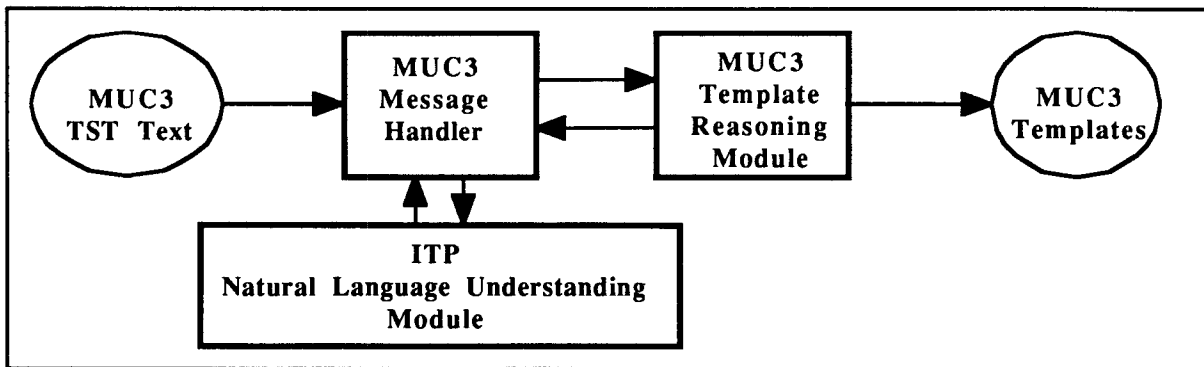 MUC3
TST Text
MUC3
Message
Handler
MUC3
Template
Reasoning
Module
MUC3
Templates
ITP
Natural Language Understanding
Module